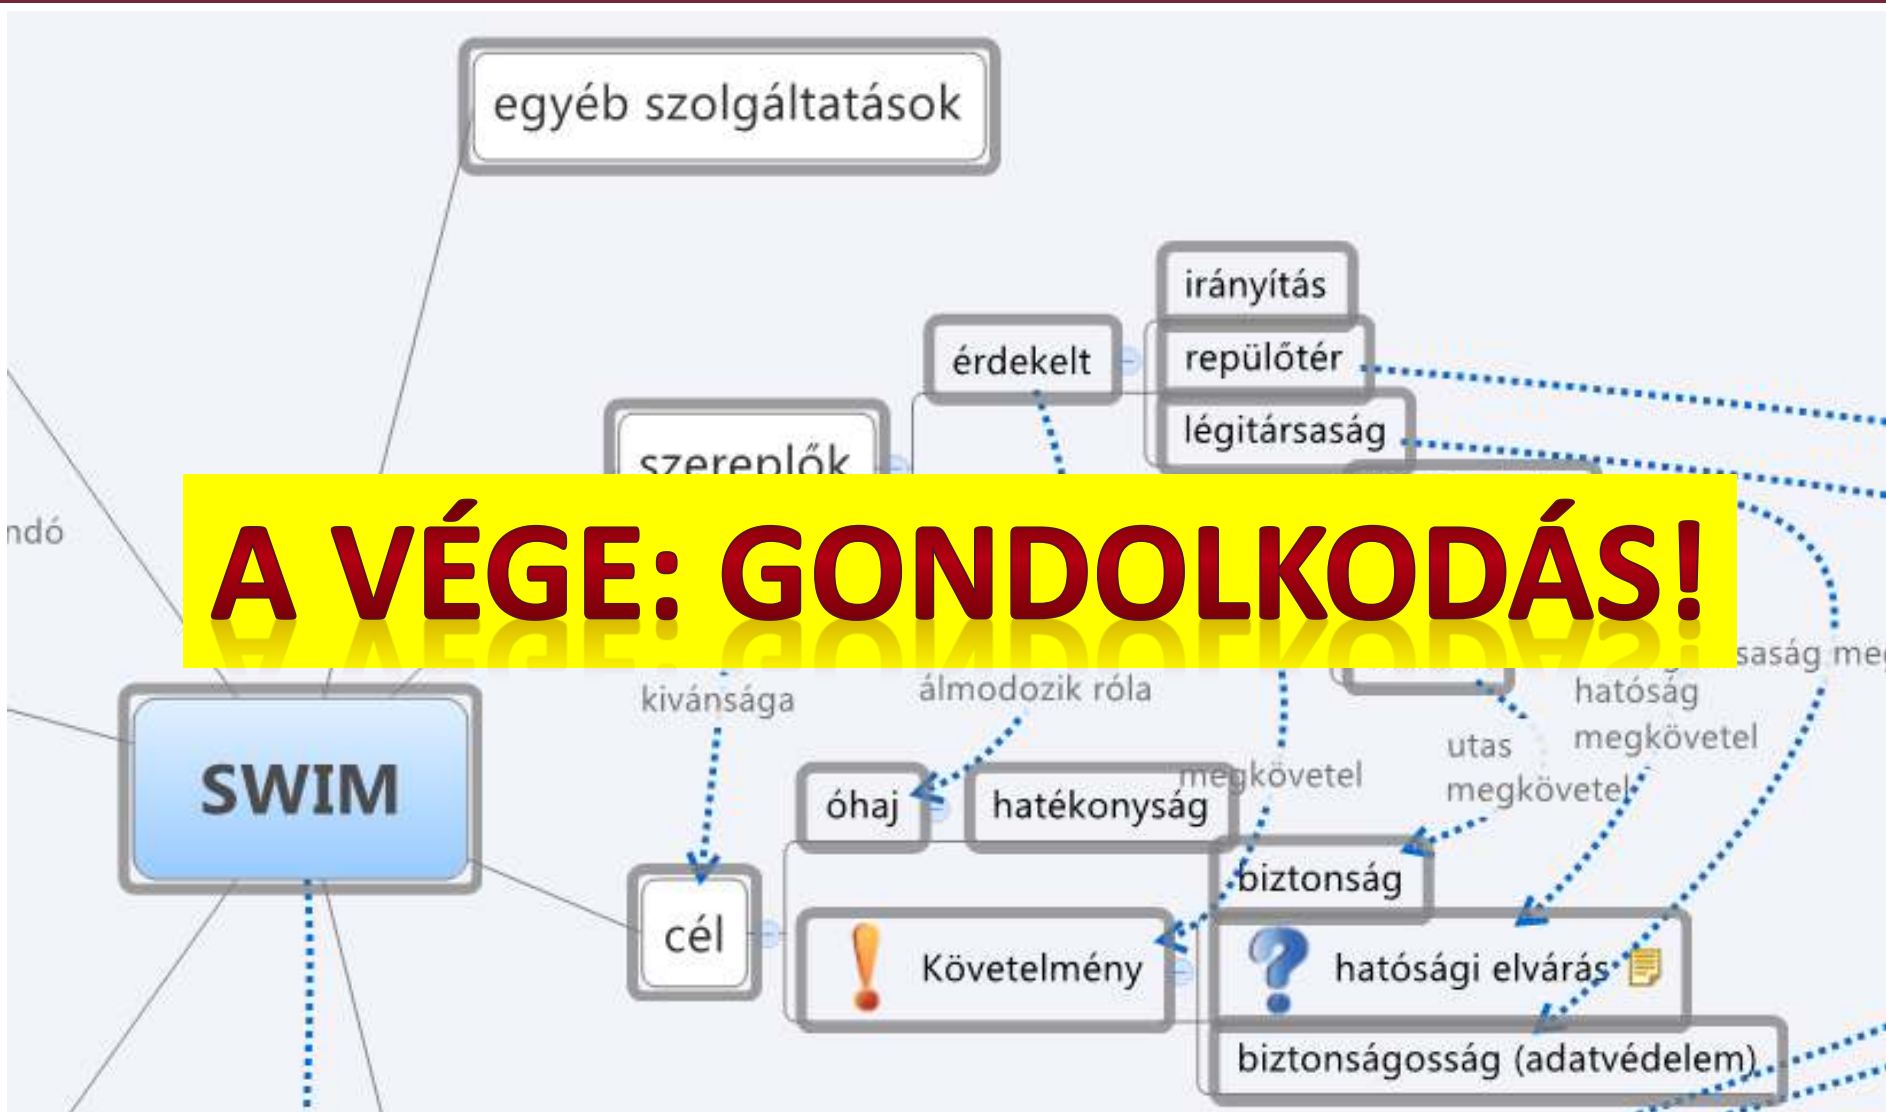 egyéb szolgáltatások
irányítás
érdekelt
repülőtér
légitársaság
szereplők
ndó
A VÉGE: GONDOLKODÁS!
kivánsága
álmodozik róla
saság
hatóság
megkövetel
utas
megkövetel
megkövetel
SWIM
óhaj
hatékonyság
biztonság
cél
Követelmény
hatósági elvárás
biztonságosság (adatvédelem)